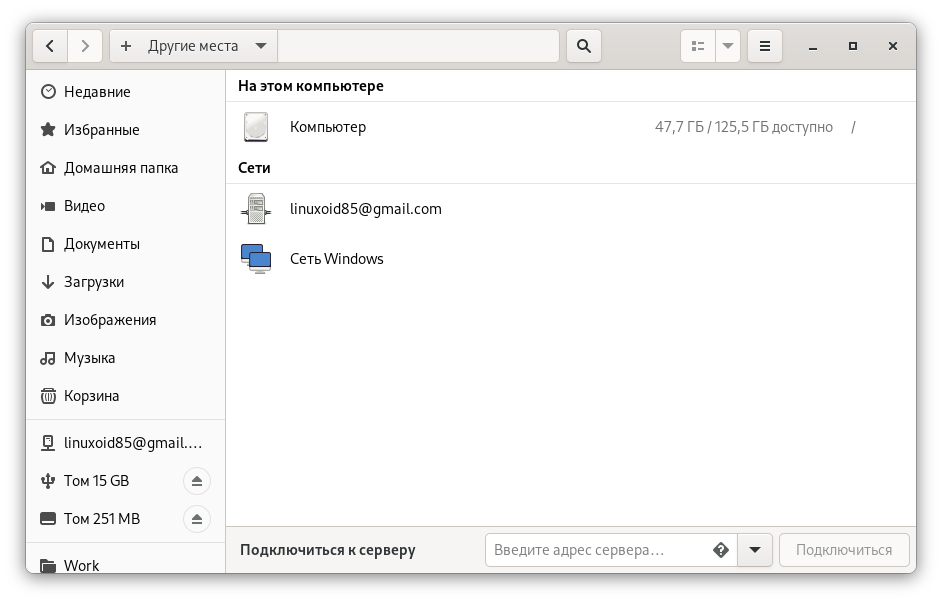 Другие места
Недавние
Избранные
Домашняя папка
Видео
Документы
Загрузки
Изображения
Музыка
Корзина
linuxoid85@gmail....
Том 15 GB
Том 251 MB
Work
На этом компьютере
Компьютер 47,7 ГБ / 125,5 ГБ доступно /
Сети
linuxoid85@gmail.com
Сеть Windows
Подключиться к серверу Введите адрес сервера... Подключиться